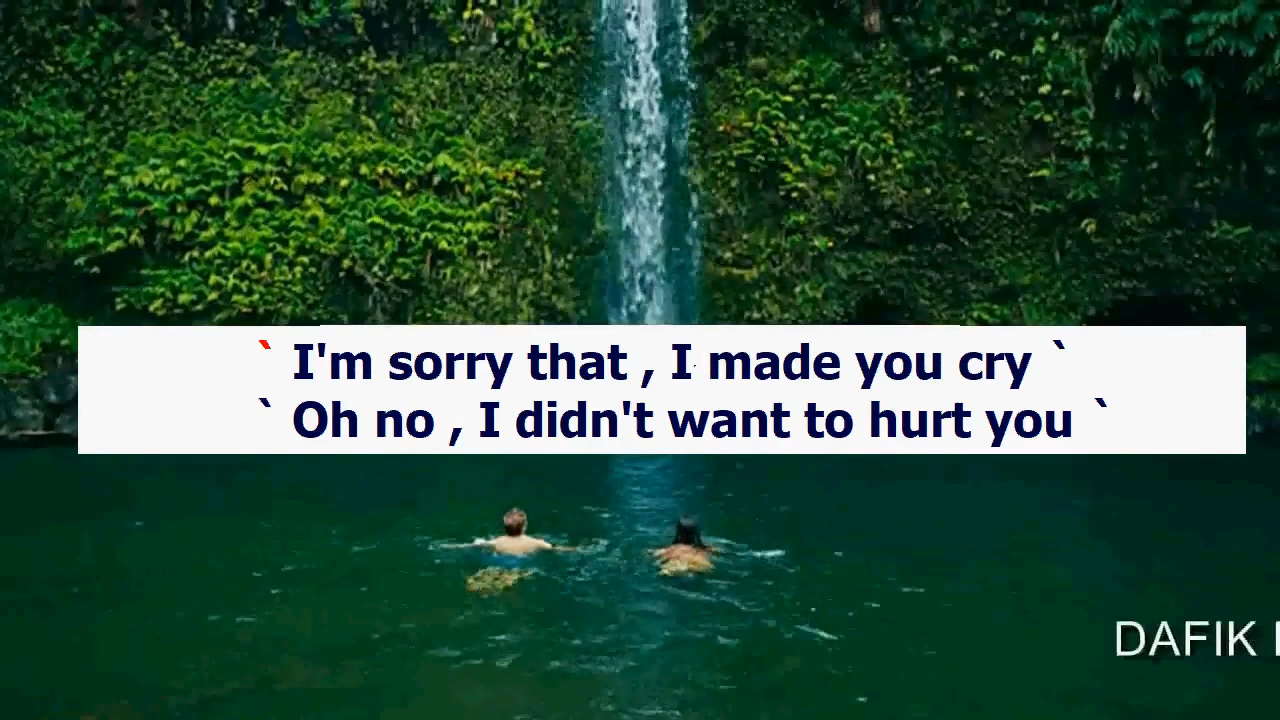 ` I'm sorry that , I made you cry `
` Oh no , I didn't want to hurt you `
DAFIK